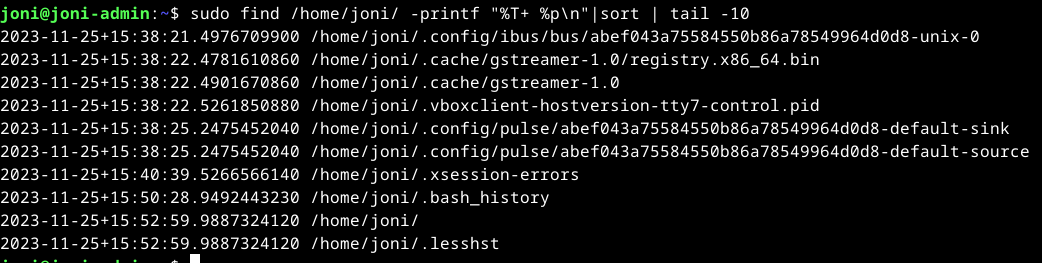 joni@joni-admin:~$ sudo find /home/joni/ -printf "%T+ %p\n"|sort | tail -10
2023-11-25+15:38:21.4976709900 /home/joni/.config/ibus/bus/abef043a75584550b86a78549964d0d8-unix-0
2023-11-25+15:38:22.4781610860 /home/joni/.cache/gstreamer-1.0/registry.x86_64.bin
2023-11-25+15:38:22.4901670860 /home/joni/.cache/gstreamer-1.0
2023-11-25+15:38:22.5261850880 /home/joni/.vboxclient-hostversion-tty7-control.pid
2023-11-25+15:38:25.2475452040 /home/joni/.config/pulse/abef043a75584550b86a78549964d0d8-default-sink
2023-11-25+15:38:25.2475452040 /home/joni/.config/pulse/abef043a75584550b86a78549964d0d8-default-source
2023-11-25+15:40:39.5266566140 /home/joni/.xsession-errors
2023-11-25+15:50:28.9492443230 /home/joni/.bash_history
2023-11-25+15:52:59.9887324120 /home/joni/
2023-11-25+15:52:59.9887324120 /home/joni/.lesshst